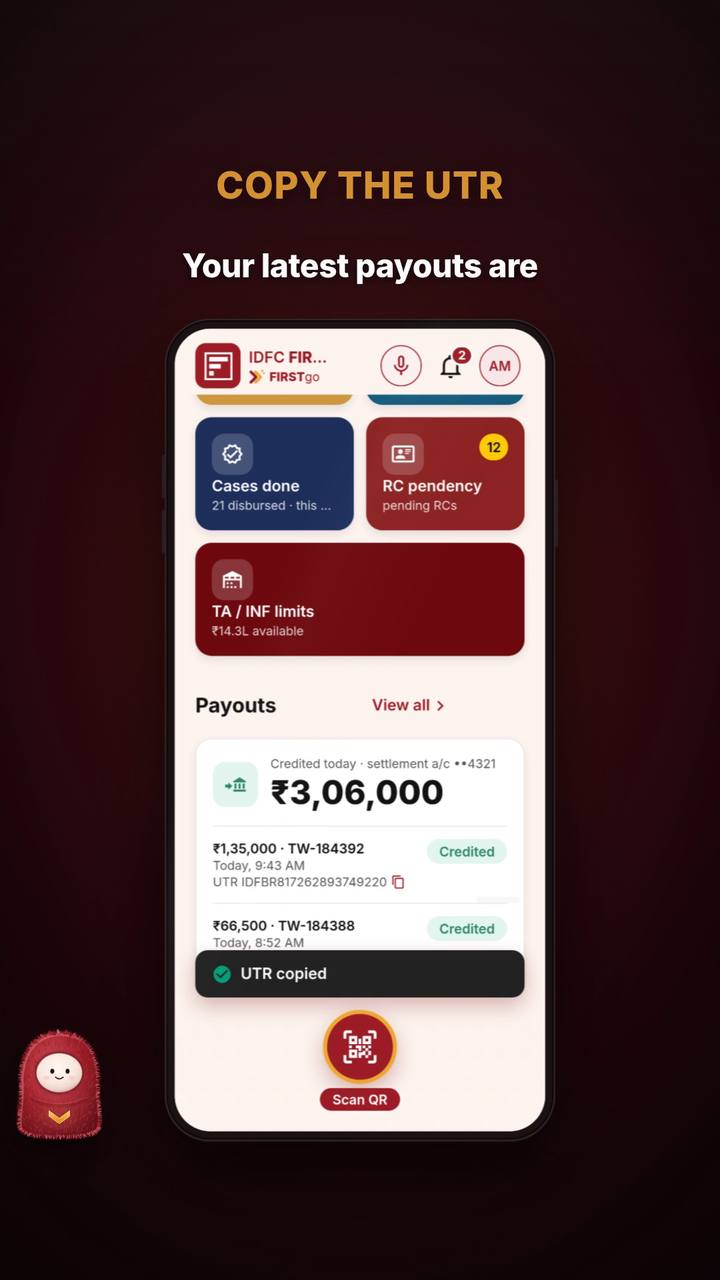 COPY THE UTR
Your latest payouts are
IDFC FIR...
FIRSTgo
2
AM
Cases done
21 disbursed · this ...
12
RC pendency
pending RCs
TA / INF limits
₹14.3L available
Payouts
View all
Credited today · settlement a/c ••4321
₹3,06,000
₹1,35,000 · TW-184392
Credited
Today, 9:43 AM
UTR IDFBR817262893749220
₹66,500 · TW-184388
Credited
Today, 8:52 AM
UTR copied
Scan QR